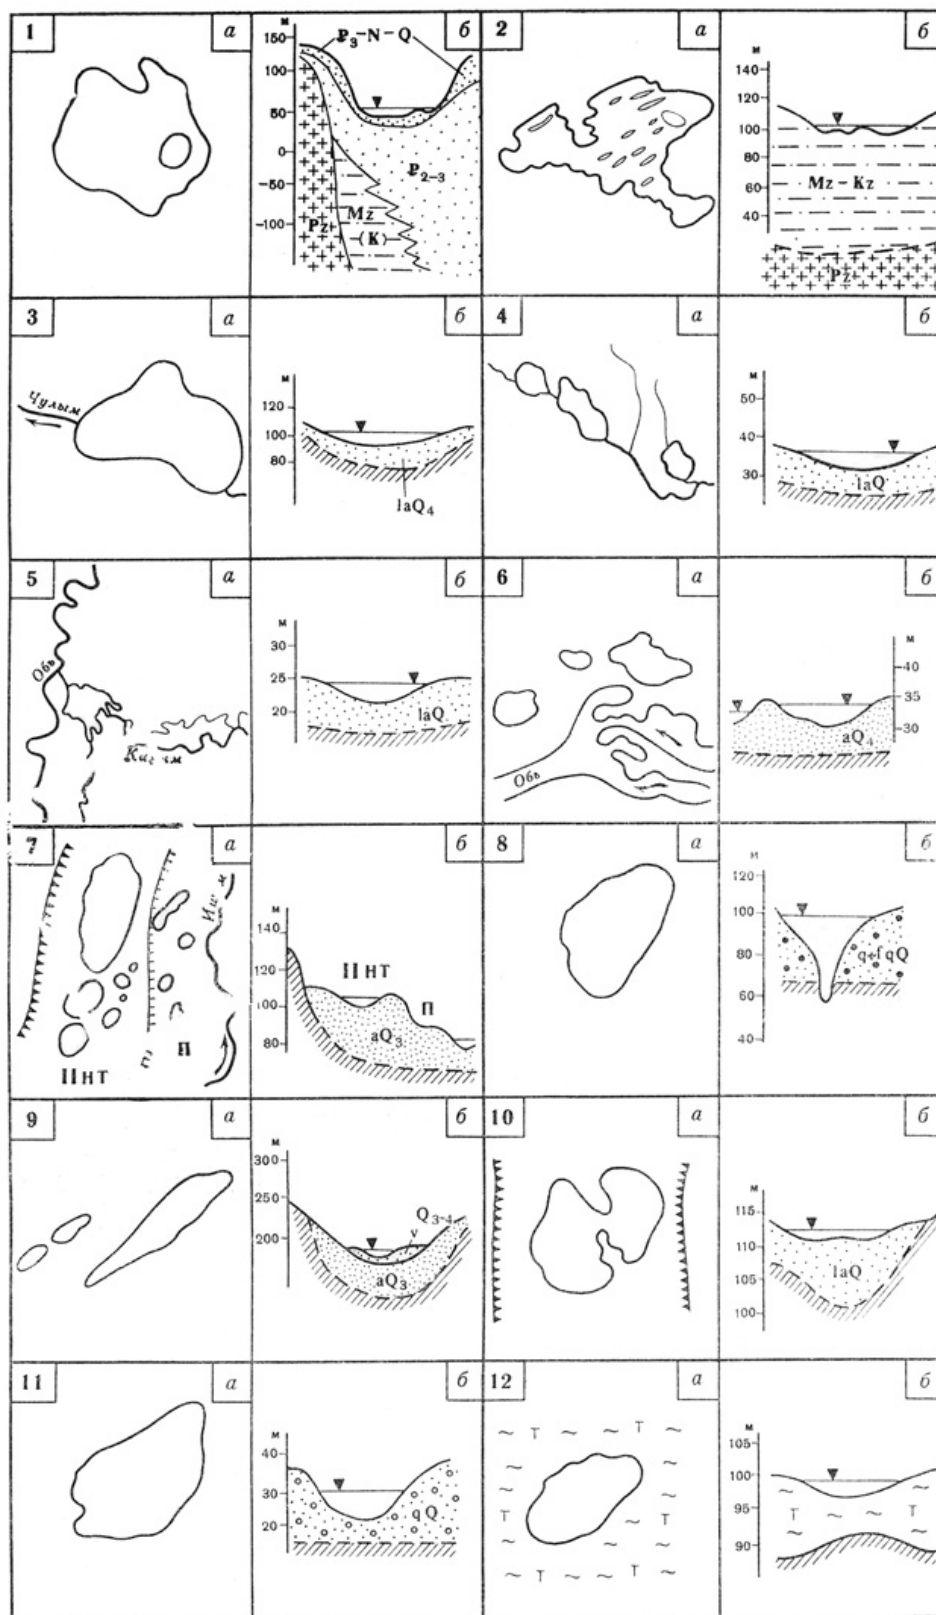 1
а
м
150
100
50
0
−50
−100
б
P₃−N−Q
P₂₋₃
Pz
Mz
(K)
2
а
б
м
140
120
100
80
60
40
Mz−Kz
Pz
3
а
Чулым
б
м
120
100
80
laQ₄
4
а
б
м
50
40
30
laQ
5
а
Обь
б
м
30
25
20
laQ
6
а
Обь
б
м
40
35
30
aQ₄
7
а
IIнт
П
б
м
140
120
100
80
IIнт
П
aQ₃
8
а
б
м
120
100
80
60
40
q+fqQ
9
а
б
м
300
250
200
Q₃₋₄
v
aQ₃
10
а
б
м
115
110
105
100
laQ
11
а
б
м
40
30
20
qQ
12
а
~ T ~ ~ T ~
б
м
105
100
95
90
T
T